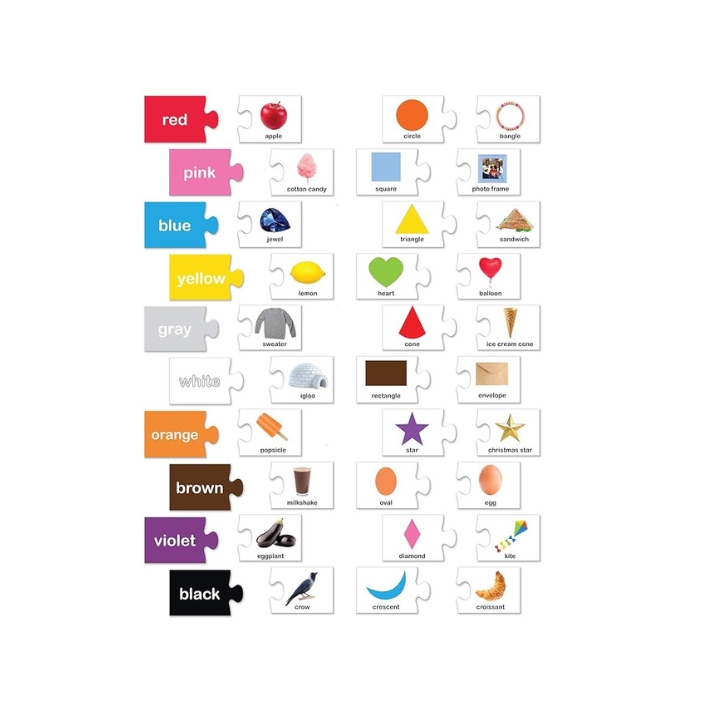 red
apple
circle
bangle
pink
cotton candy
square
photo frame
blue
jewel
triangle
sandwich
yellow
lemon
heart
balloon
gray
sweater
cone
ice cream cone
white
igloo
rectangle
envelope
orange
popsicle
star
christmas star
brown
milkshake
oval
egg
violet
eggplant
diamond
kite
black
crow
crescent
croissant